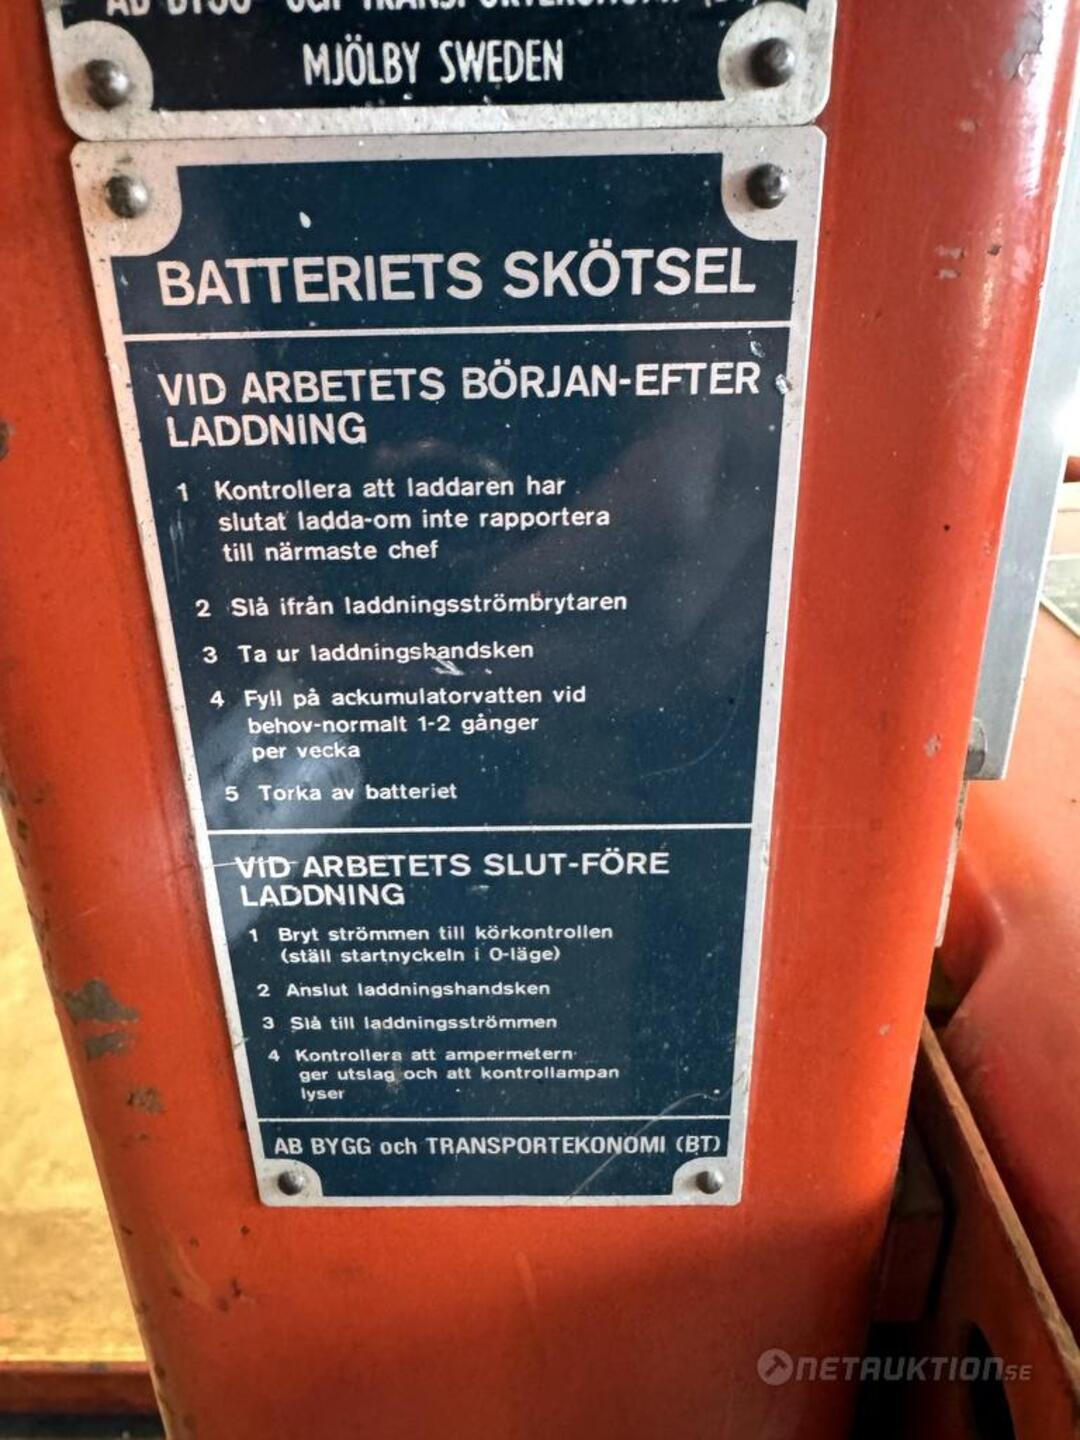 MJÖLBY SWEDEN
BATTERIETS SKÖTSEL
VID ARBETETS BÖRJAN-EFTER
LADDNING
1 Kontrollera att laddaren har
slutat ladda-om inte rapportera
till närmaste chef
2 Slå ifrån laddningsströmbrytaren
3 Ta ur laddningshandsken
4 Fyll på ackumulatorvatten vid
behov-normalt 1-2 gånger
per vecka
5 Torka av batteriet
VID ARBETETS SLUT-FÖRE
LADDNING
1 Bryt strömmen till körkontrollen
(ställ startnyckeln i 0-läge)
2 Anslut laddningshandsken
3 Slå till laddningsströmmen
4 Kontrollera att ampermetern
ger utslag och att kontrollampan
lyser
AB BYGG och TRANSPORTEKONOMI (BT)
NETAUKTION.SE